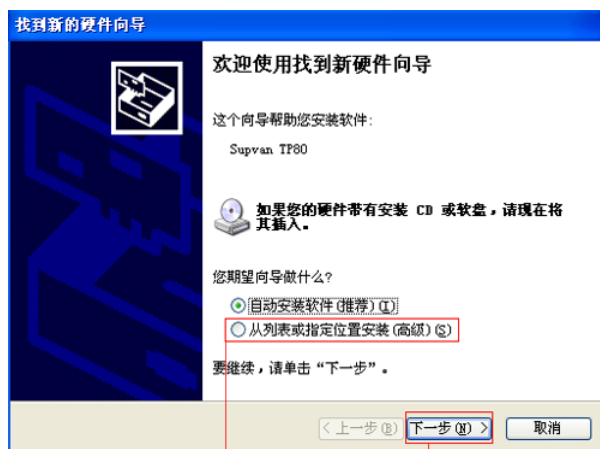 找到新的硬件向导
欢迎使用找到新硬件向导
这个向导帮助您安装软件:
Supvan TP80
如果您的硬件带有安装 CD 或软盘，请现在将
其插入。
您期望向导做什么?
自动安装软件(推荐)(I)
从列表或指定位置安装(高级)(S)
要继续，请单击“下一步”。
< 上一步(B) 下一步(N) > 取消